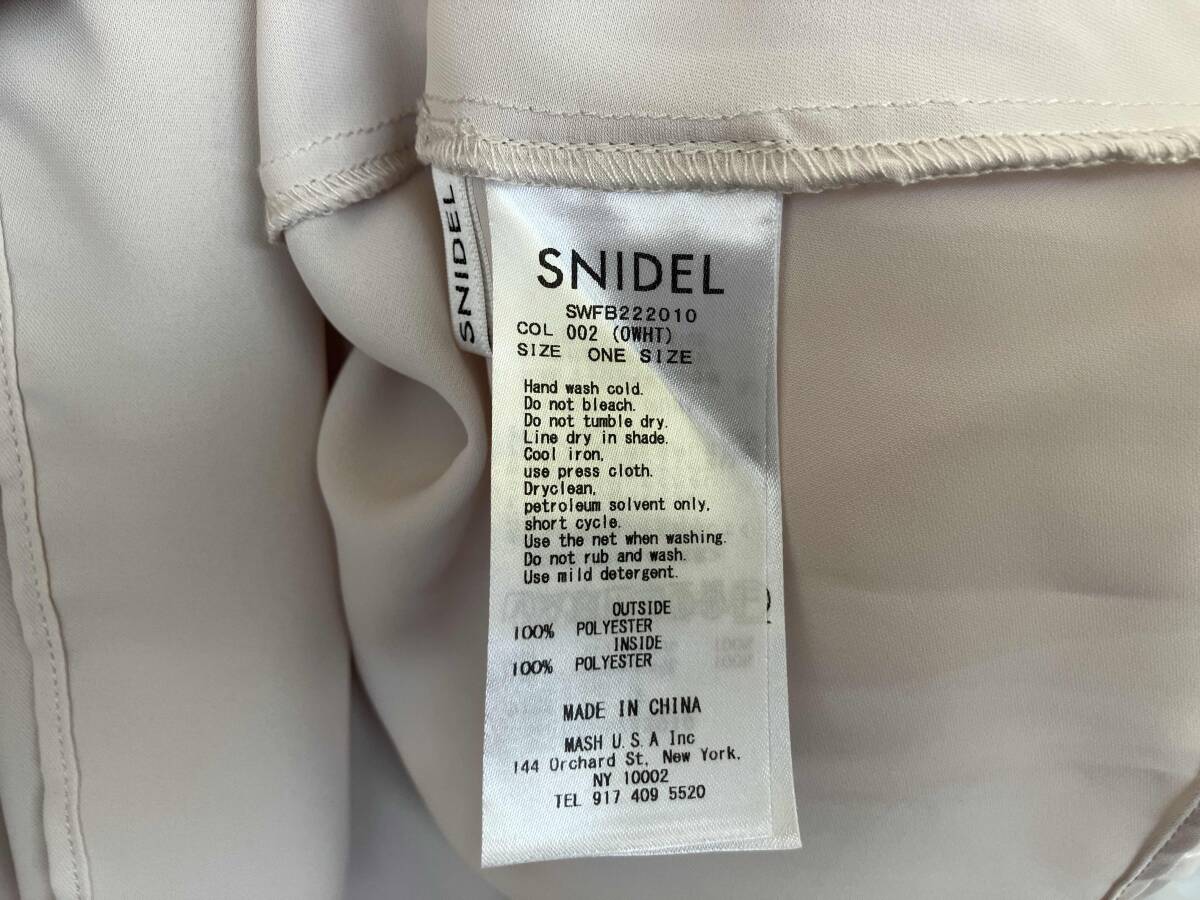 SNIDEL
SNIDEL
SWFB222010
COL 002 (OWHT)
SIZE ONE SIZE
Hand wash cold.
Do not bleach.
Do not tumble dry.
Line dry in shade.
Cool iron,
use press cloth.
Dryclean,
petroleum solvent only,
short cycle.
Use the net when washing.
Do not rub and wash.
Use mild detergent.
OUTSIDE
100% POLYESTER
INSIDE
100% POLYESTER
MADE IN CHINA
MASH U.S.A Inc
144 Orchard St, New York,
NY 10002
TEL 917 409 5520